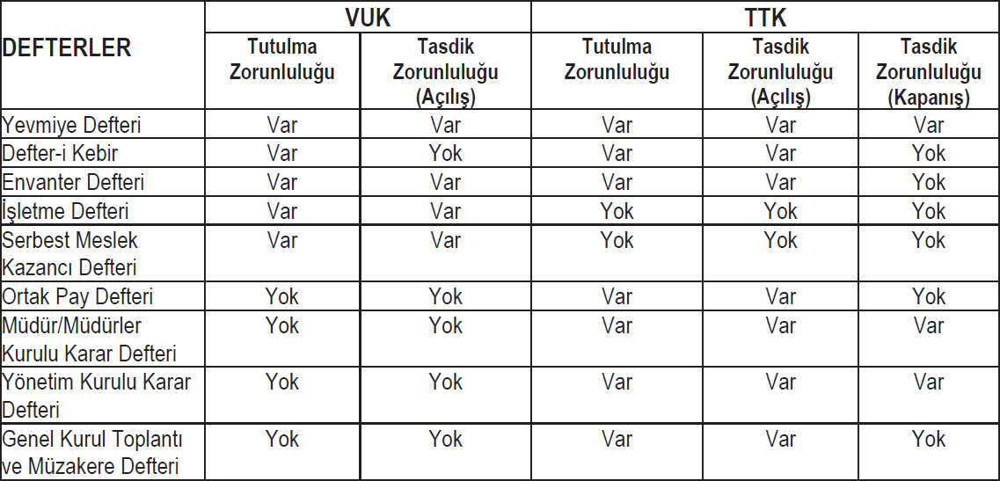 DEFTERLER VUK TTK
Tutulma Zorunluluğu Tasdik Zorunluluğu (Açılış) Tutulma Zorunluluğu Tasdik Zorunluluğu (Açılış) Tasdik Zorunluluğu (Kapanış)
Yevmiye Defteri Var Var Var Var Var
Defter-i Kebir Var Yok Var Var Yok
Envanter Defteri Var Var Var Var Yok
İşletme Defteri Var Var Yok Yok Yok
Serbest Meslek Var Var Yok Yok Yok
Kazancı Defteri
Ortak Pay Defteri Yok Yok Var Var Yok
Müdür/Müdürler Yok Yok Var Var Var
Kurulu Karar Defteri
Yönetim Kurulu Karar Yok Yok Var Var Var
Defteri
Genel Kurul Toplantı Yok Yok Var Var Yok
ve Müzakere Defteri